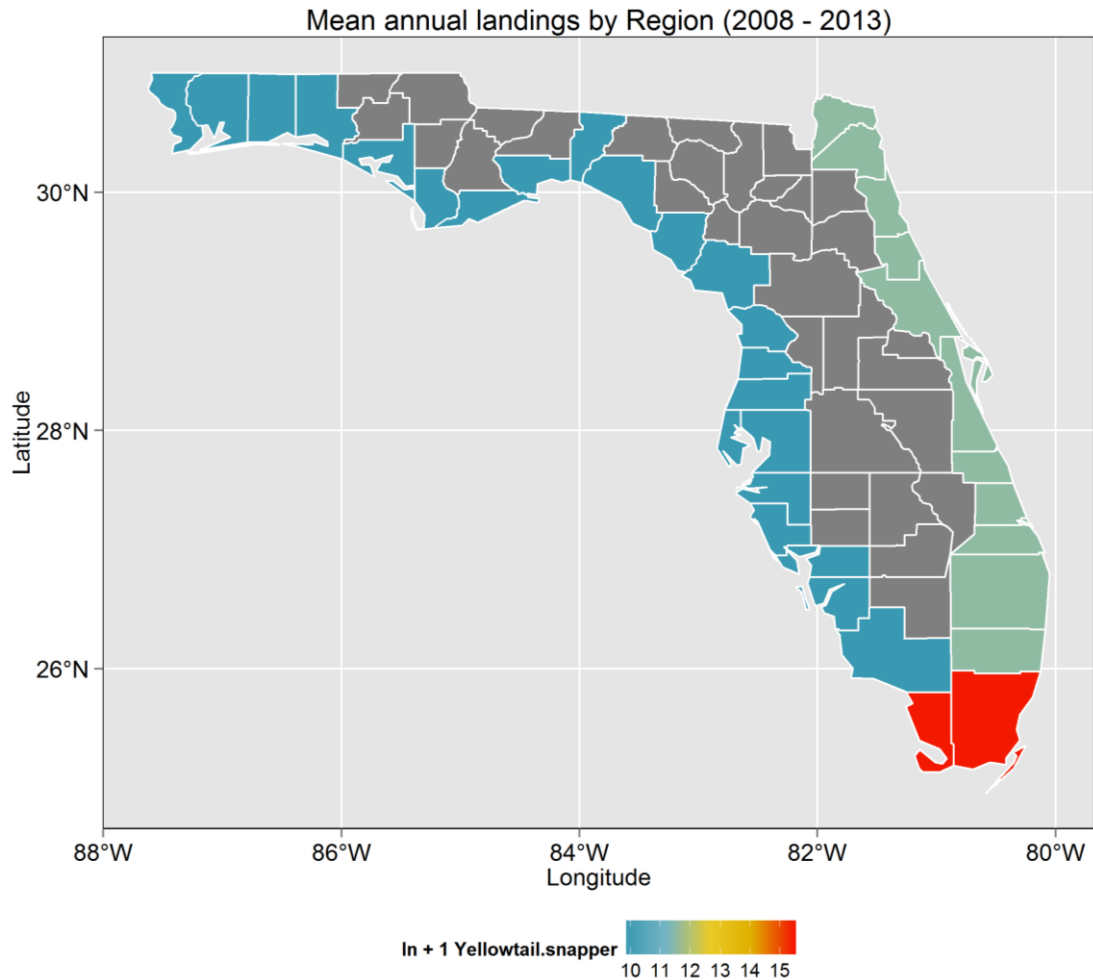 Mean annual landings by Region (2008 - 2013)
30°N
28°N
26°N
Latitude
88°W 86°W 84°W 82°W 80°W
Longitude
ln + 1 Yellowtail.snapper
10 11 12 13 14 15